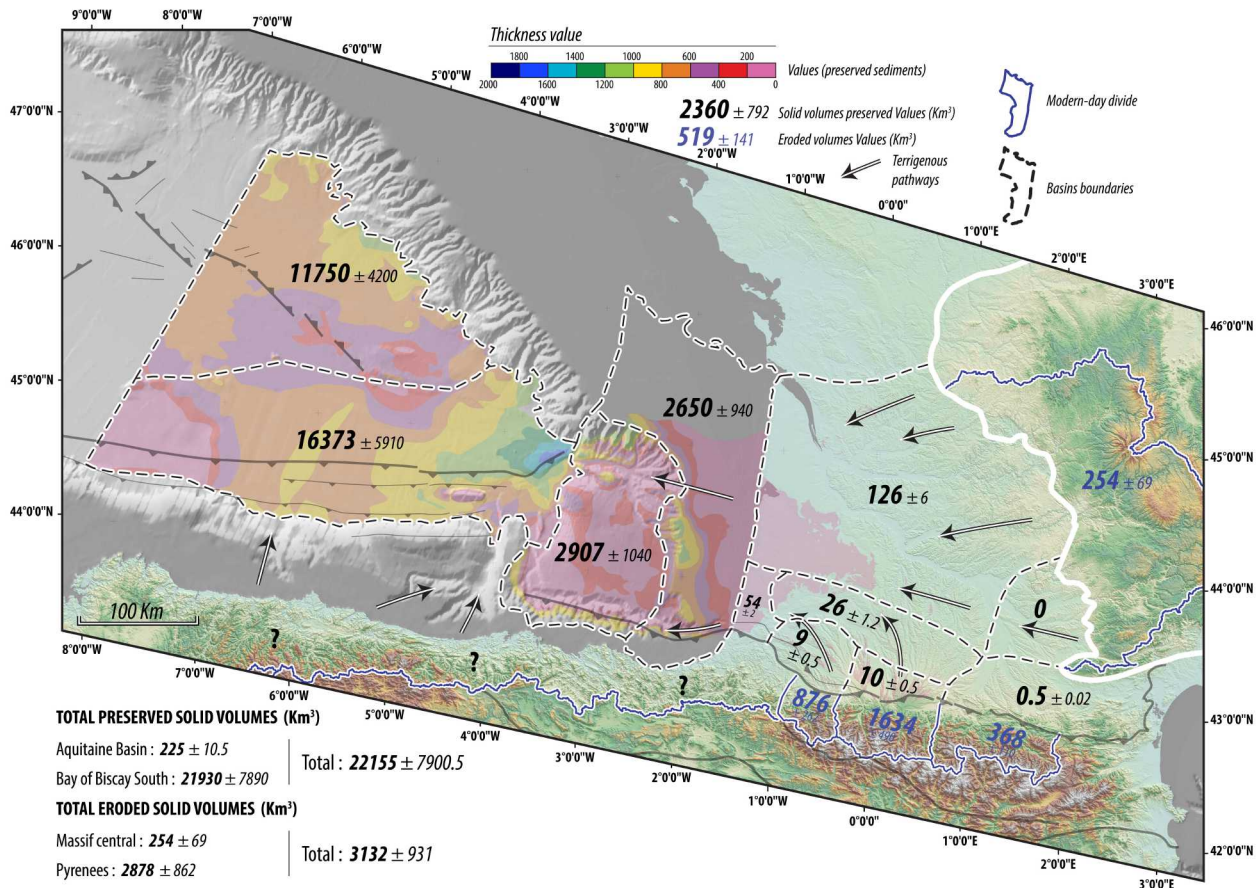 9°0'0"W
8°0'0"W
7°0'0"W
6°0'0"W
5°0'0"W
4°0'0"W
3°0'0"W
2°0'0"W
1°0'0"W
0°0'0"
1°0'0"E
2°0'0"E
3°0'0"E
Thickness value
1800 1400 1000 600 200
2000 1600 1200 800 400 0
Values (preserved sediments)
2360 ± 792 Solid volumes preserved Values (Km³)
519 ± 141 Eroded volumes Values (Km³)
Terrigenous
pathways
Modern-day divide
Basins boundaries
47°0'0"N
46°0'0"N
45°0'0"N
44°0'0"N
46°0'0"N
45°0'0"N
44°0'0"N
43°0'0"N
42°0'0"N
11750 ± 4200
16373 ± 5910
2650 ± 940
2907 ± 1040
126 ± 6
254 ± 69
54
± 2
26
± 1.2
0
9
± 0.5
10
± 0.5
0.5 ± 0.02
876
1634
368
?
?
?
100 Km
8°0'0"W
7°0'0"W
6°0'0"W
5°0'0"W
4°0'0"W
3°0'0"W
2°0'0"W
1°0'0"W
0°0'0"
1°0'0"E
2°0'0"E
3°0'0"E
TOTAL PRESERVED SOLID VOLUMES (Km³)
Aquitaine Basin : 225 ± 10.5
Bay of Biscay South : 21930 ± 7890
Total : 22155 ± 7900.5
TOTAL ERODED SOLID VOLUMES (Km³)
Massif central : 254 ± 69
Pyrenees : 2878 ± 862
Total : 3132 ± 931